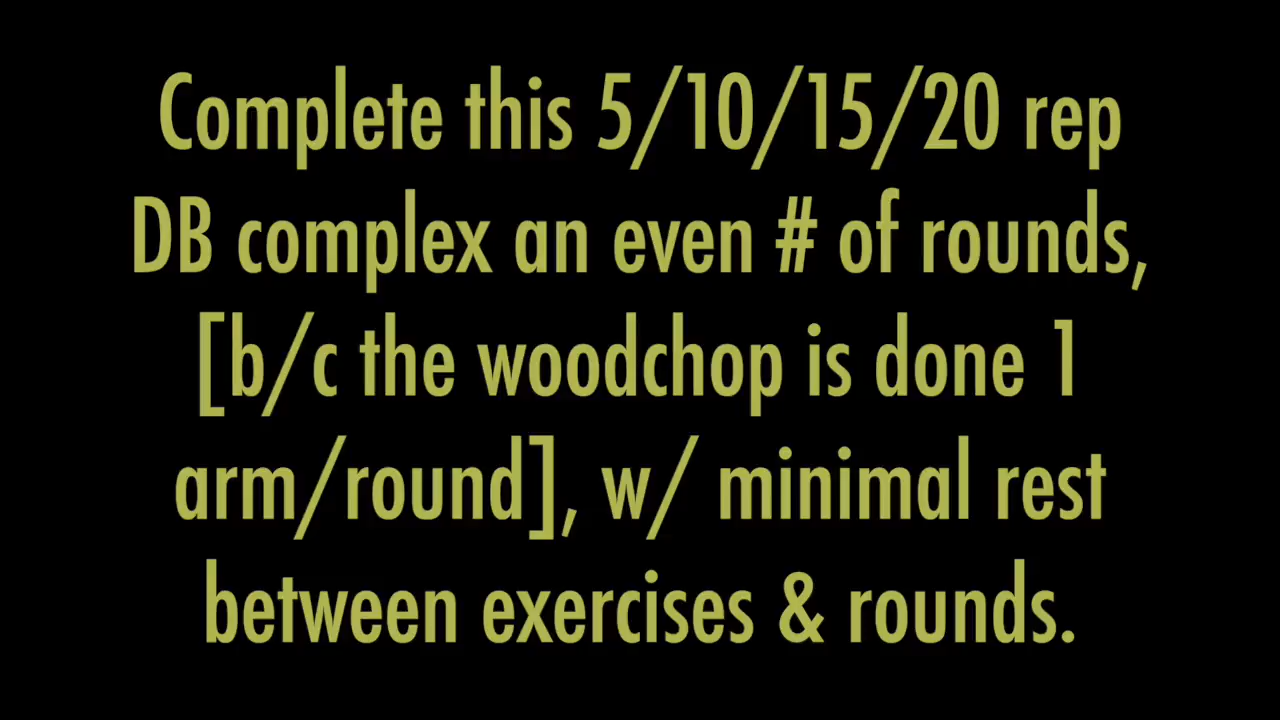 Complete this 5/10/15/20 rep
DB complex an even # of rounds,
[b/c the woodchop is done 1
arm/round], w/ minimal rest
between exercises & rounds.